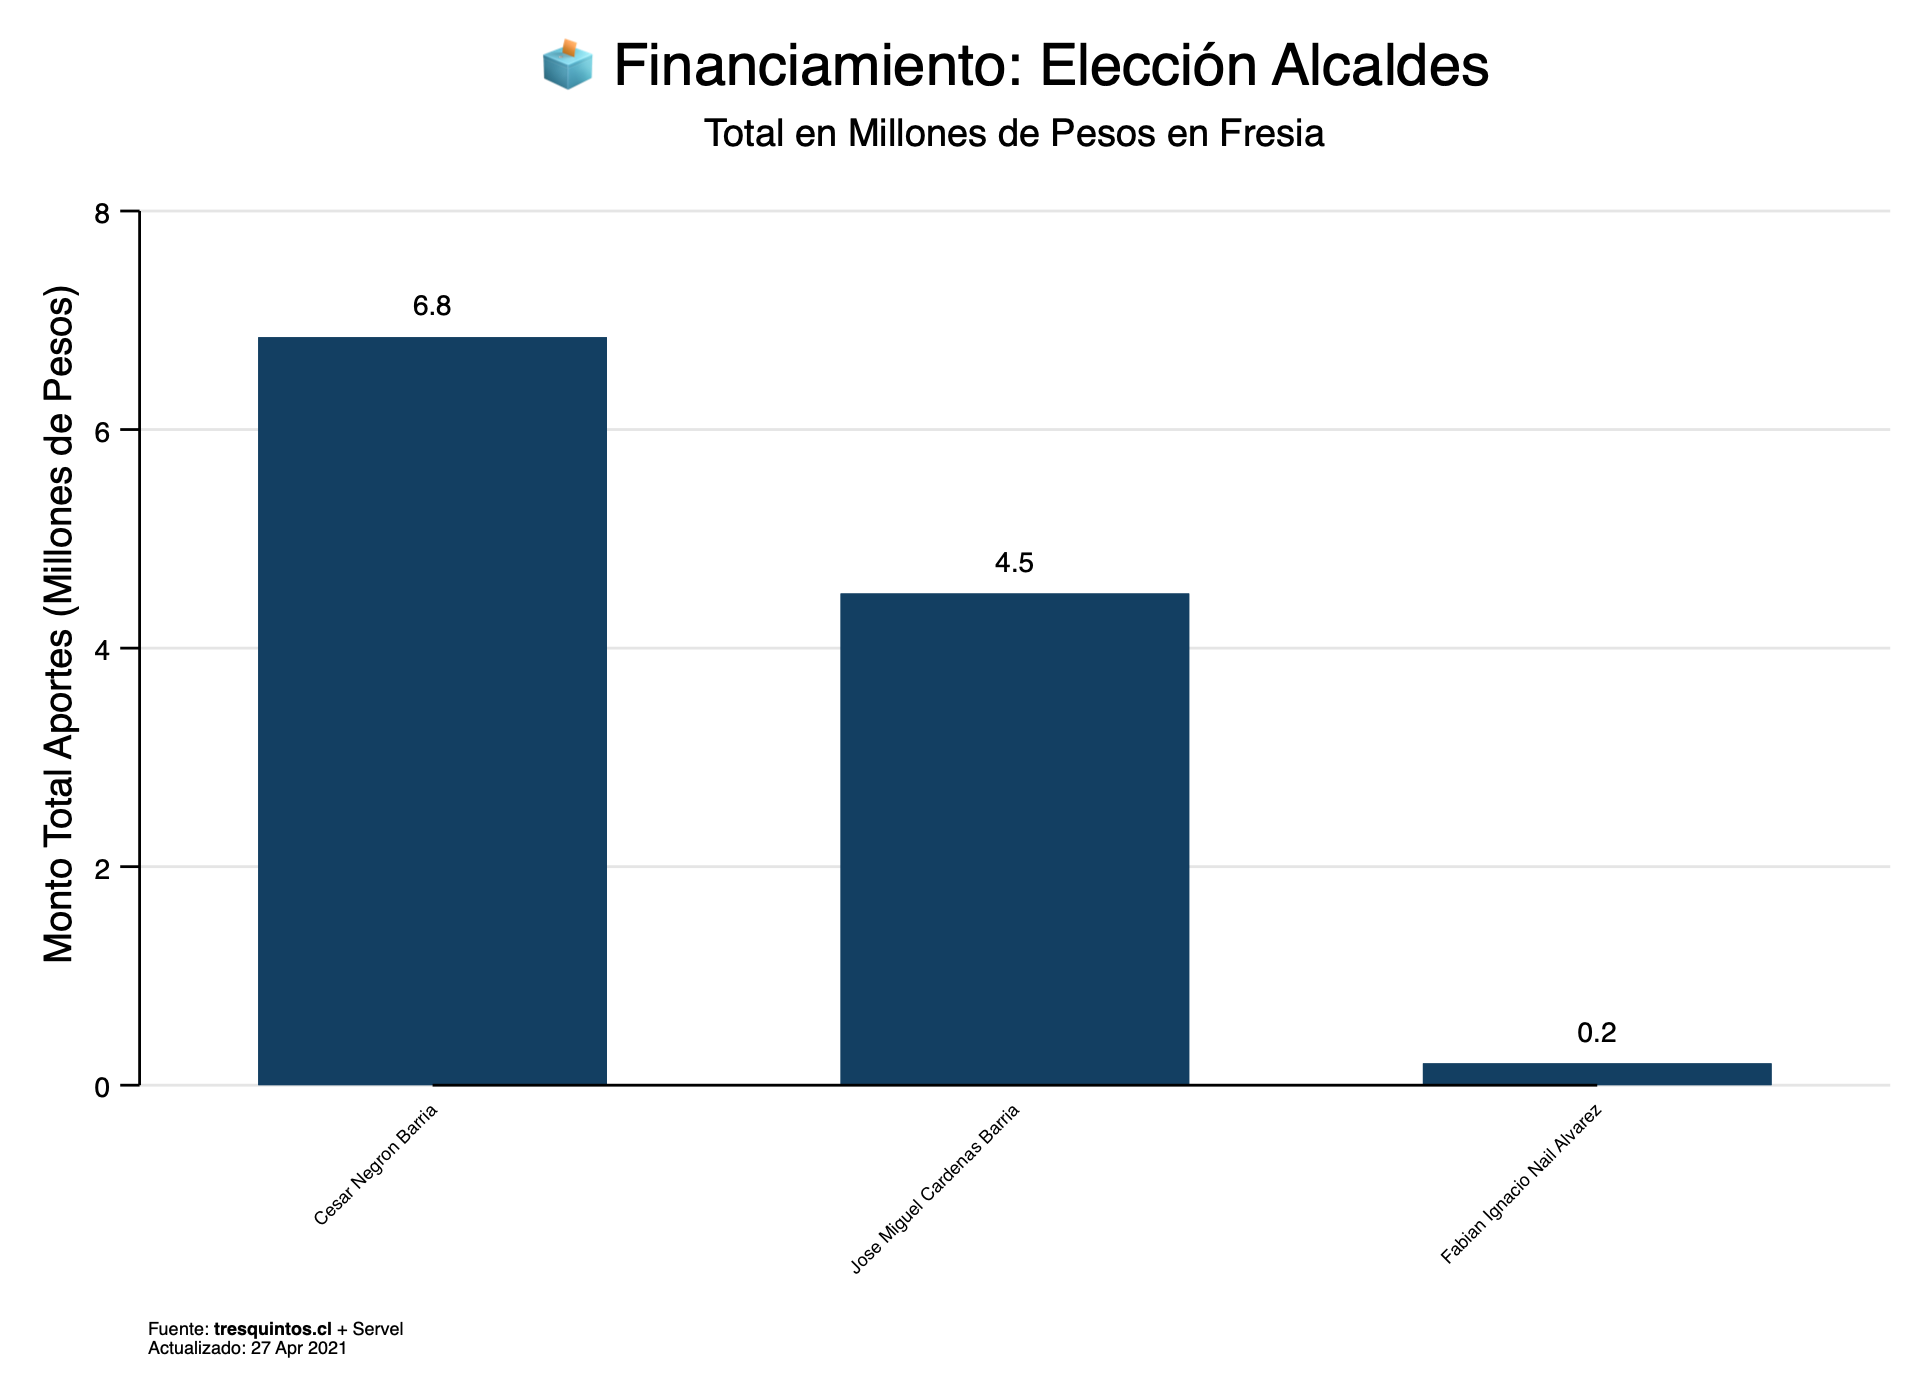 Financiamiento: Elección Alcaldes
Total en Millones de Pesos en Fresia
Monto Total Aportes (Millones de Pesos)
8
6
4
2
0
6.8
4.5
0.2
Cesar Negron Barria
Jose Miguel Cardenas Barria
Fabian Ignacio Nail Alvarez
Fuente: tresquintos.cl + Servel
Actualizado: 27 Apr 2021